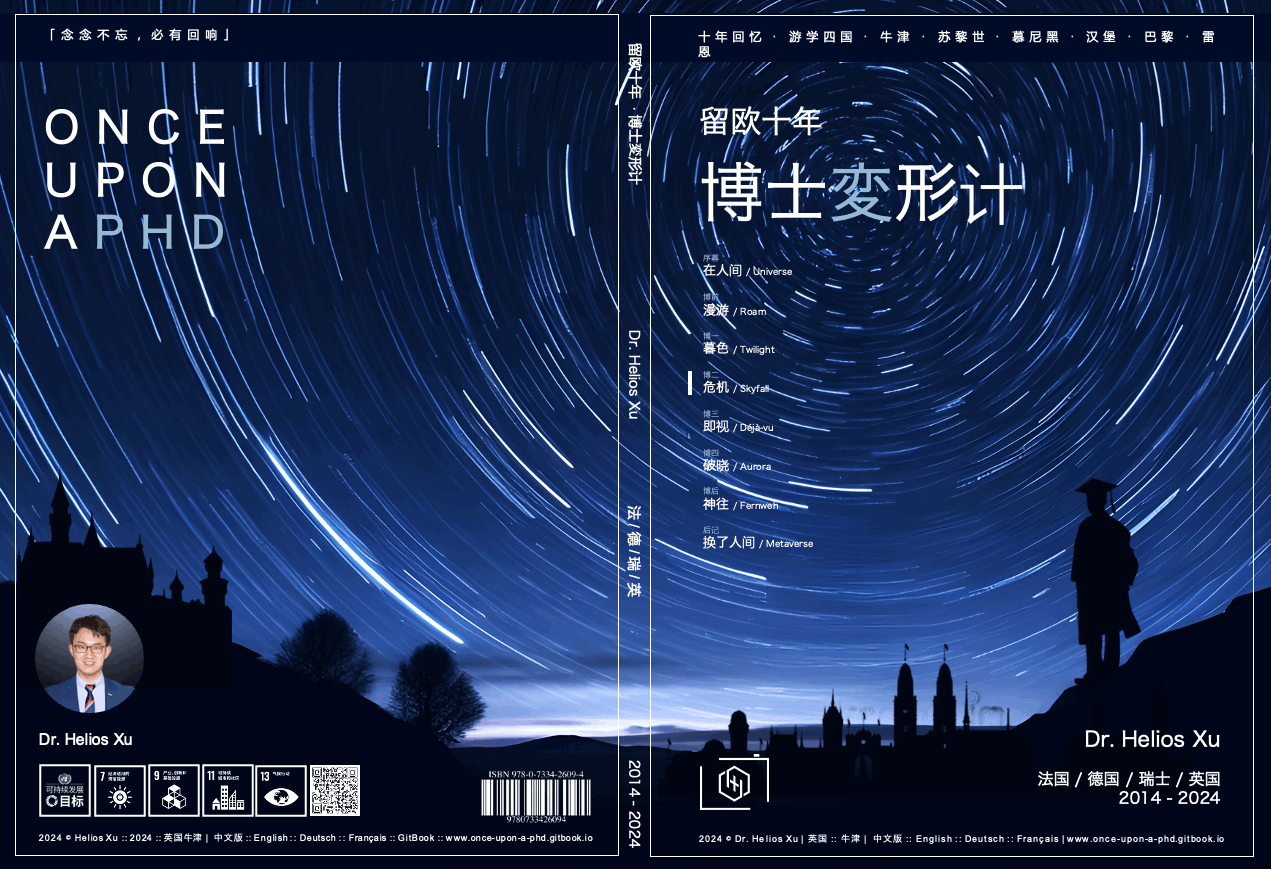 「念念不忘，必有回响」
ONCE
UPON
A PHD
Dr. Helios Xu
可持续发展
目标
7 经济适用的
清洁能源
9 产业、创新和
基础设施
11 可持续
城市和社区
13 气候行动
ISBN 978-0-7334-2609-4
9780733426094
2024 © Helios Xu :: 2024 :: 英国牛津 | 中文版 :: English :: Deutsch :: Français :: GitBook :: www.once-upon-a-phd.gitbook.io
留欧十年 · 博士変形计
Dr. Helios Xu
法 / 德 / 瑞 / 英
2014 - 2024
十年回忆 · 游学四国 · 牛津 · 苏黎世 · 慕尼黑 · 汉堡 · 巴黎 · 雷
恩
留欧十年
博士変形计
序幕
在人间 / Universe
博前
漫游 / Roam
博一
暮色 / Twilight
博二
危机 / Skyfall
博三
即视 / Déjà-vu
博四
破晓 / Aurora
博后
神往 / Fernweh
后记
换了人间 / Metaverse
Dr. Helios Xu
法国 / 德国 / 瑞士 / 英国
2014 - 2024
2024 © Dr. Helios Xu | 英国 :: 牛津 | 中文版 :: English :: Deutsch :: Français | www.once-upon-a-phd.gitbook.io